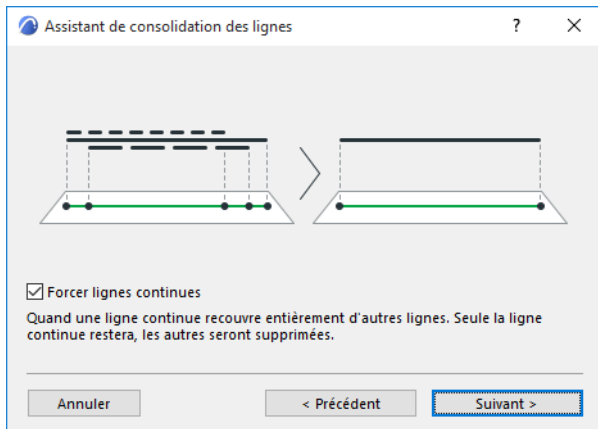 Assistant de consolidation des lignes
?
Forcer lignes continues
Quand une ligne continue recouvre entièrement d'autres lignes. Seule la ligne
continue restera, les autres seront supprimées.
Annuler
< Précédent
Suivant >